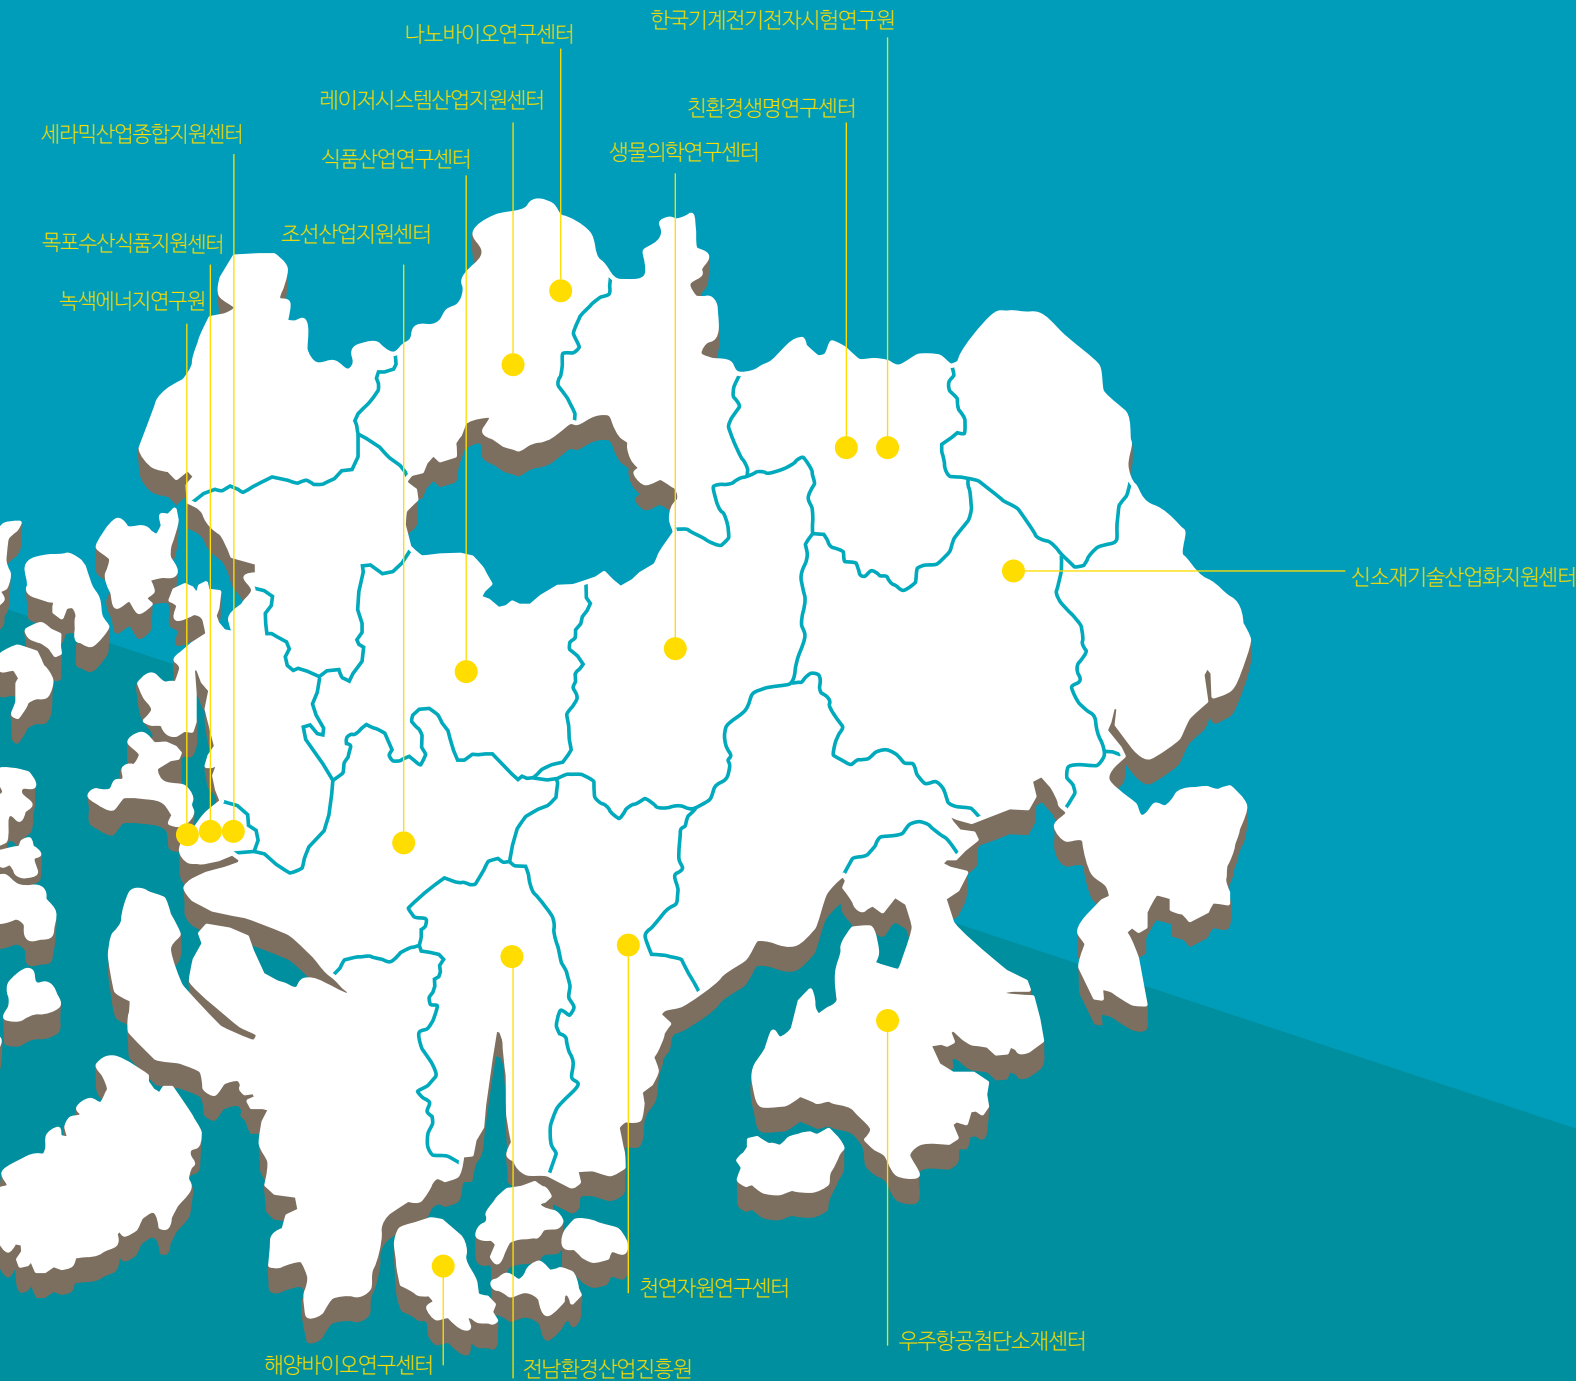 한국기계전기전자시험연구원
나노바이오연구센터
레이저시스템산업지원센터
친환경생명연구센터
세라믹산업종합지원센터
식품산업연구센터
생물의학연구센터
조선산업지원센터
목포수산식품지원센터
녹색에너지연구원
신소재기술산업화지원센터
천연자원연구센터
우주항공첨단소재센터
해양바이오연구센터
전남환경산업진흥원